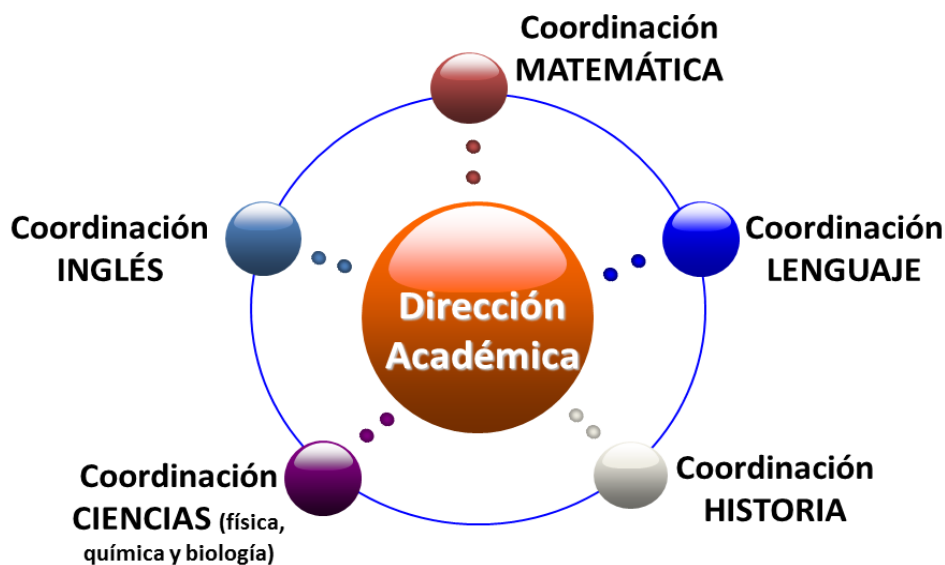 Coordinación
MATEMÁTICA
Coordinación
INGLÉS
Coordinación
LENGUAJE
Dirección
Académica
Coordinación
CIENCIAS (física,
química y biología)
Coordinación
HISTORIA